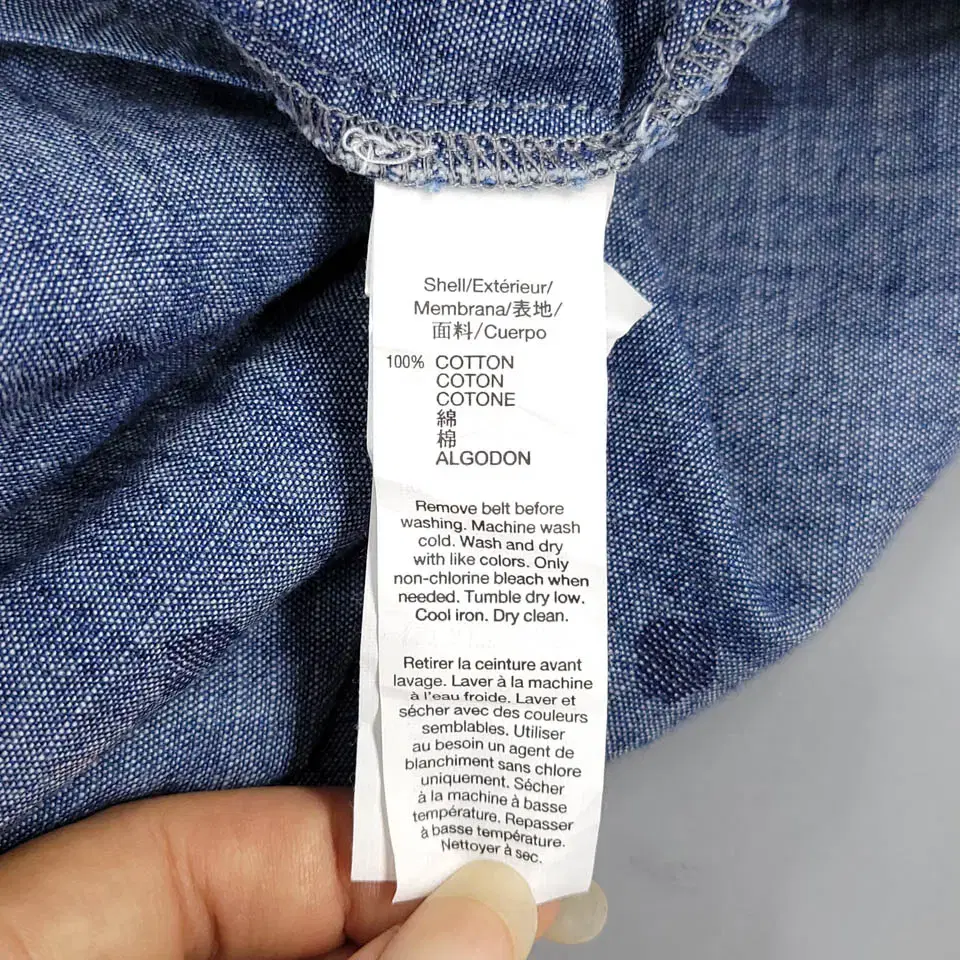 Shell/Extérieur/
Membrana/表地/
面料/Cuerpo
100% COTTON
COTON
COTONE
綿
棉
ALGODON
Remove belt before
washing. Machine wash
cold. Wash and dry
with like colors. Only
non-chlorine bleach when
needed. Tumble dry low.
Cool iron. Dry clean.
Retirer la ceinture avant
lavage. Laver à la machine
à l'eau froide. Laver et
sécher avec des couleurs
semblables. Utiliser
au besoin un agent de
blanchiment sans chlore
uniquement. Sécher
à la machine à basse
température. Repasser
à basse température.
Nettoyer à sec.